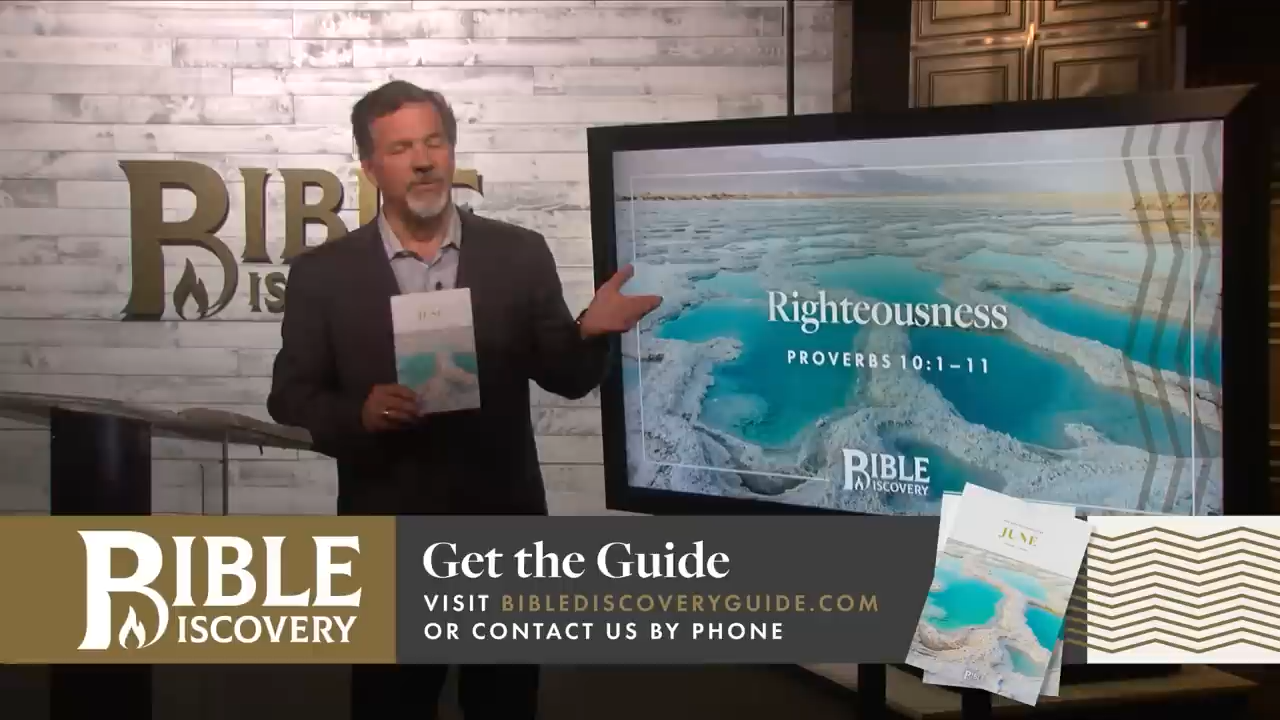 BIBLE
DISCOVERY
JUNE
Righteousness
PROVERBS 10:1–11
BIBLE
DISCOVERY
BIBLE
DISCOVERY
Get the Guide
VISIT BIBLEDISCOVERYGUIDE.COM
OR CONTACT US BY PHONE
JUNE